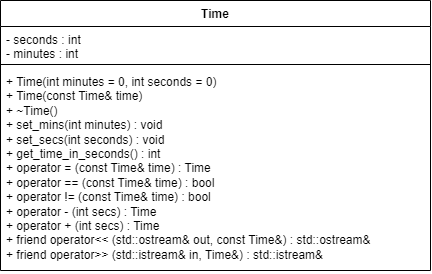 Time
- seconds : int
- minutes : int
+ Time(int minutes = 0, int seconds = 0)
+ Time(const Time& time)
+ ~Time()
+ set_mins(int minutes) : void
+ set_secs(int seconds) : void
+ get_time_in_seconds() : int
+ operator = (const Time& time) : Time
+ operator == (const Time& time) : bool
+ operator != (const Time& time) : bool
+ operator - (int secs) : Time
+ operator + (int secs) : Time
+ friend operator<< (std::ostream& out, const Time&) : std::ostream&
+ friend operator>> (std::istream& in, Time&) : std::istream&